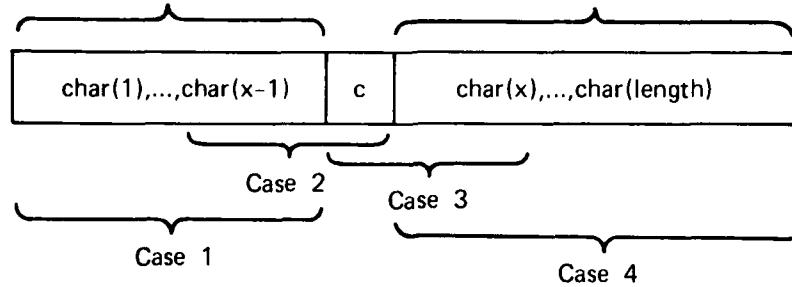 char(1),...,char(x-1) c char(x),...,char(length)
Case 2
Case 3
Case 1
Case 4